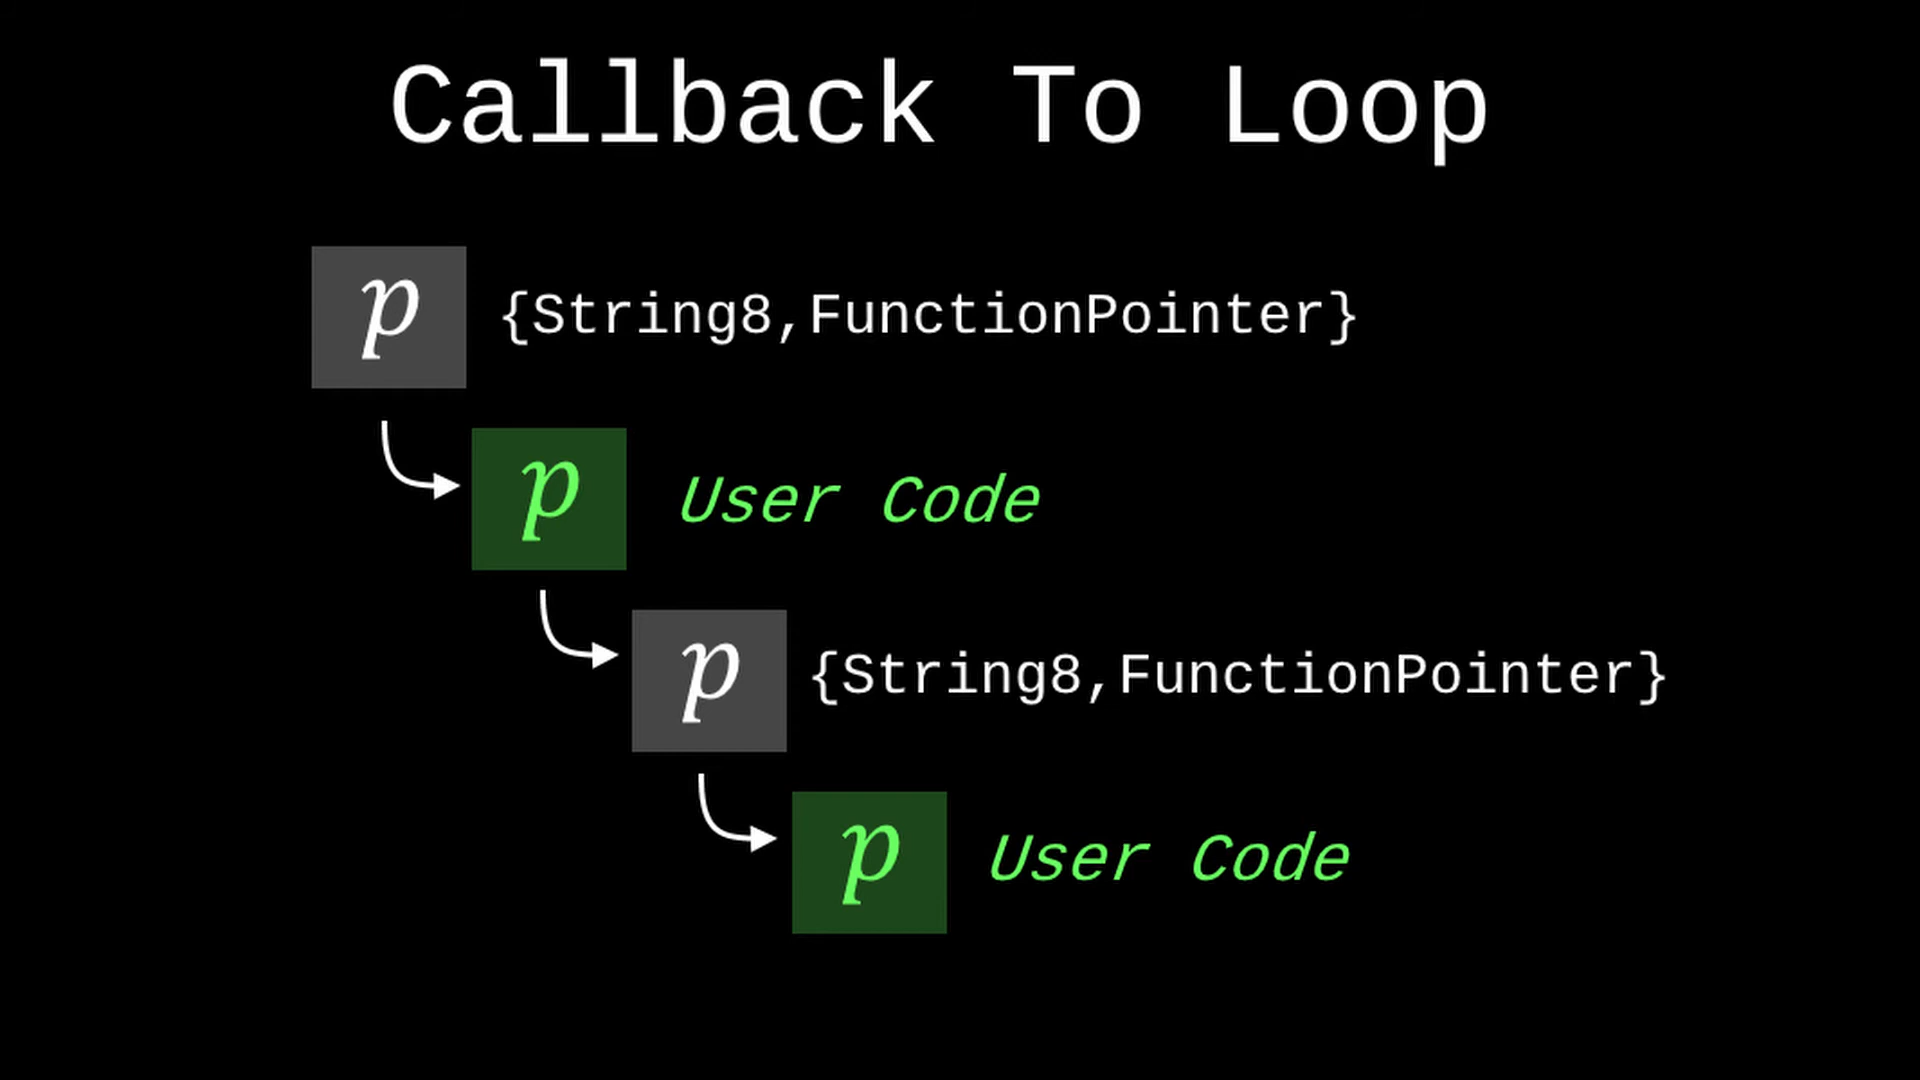 Callback To Loop
p {String8,FunctionPointer}
p User Code
p {String8,FunctionPointer}
p User Code